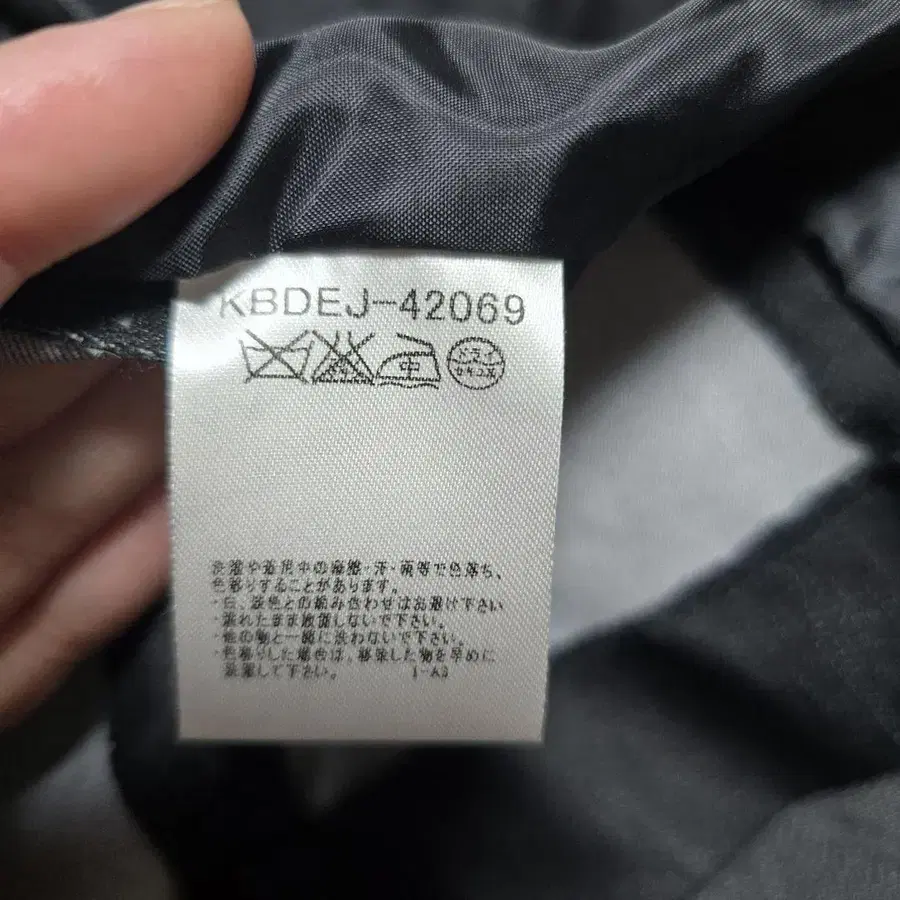 KBDEJ-42069
中
ドライ
セキユ系
洗濯や着用中の摩擦・汗・雨等で色落ち、
色移りすることがあります。
・白、淡色との組み合わせはお避け下さい
・濡れたまま放置しないで下さい。
・他の物と一緒に洗わないで下さい。
・色移りした場合は、移染した物を早めに
洗濯して下さい。 I-A3